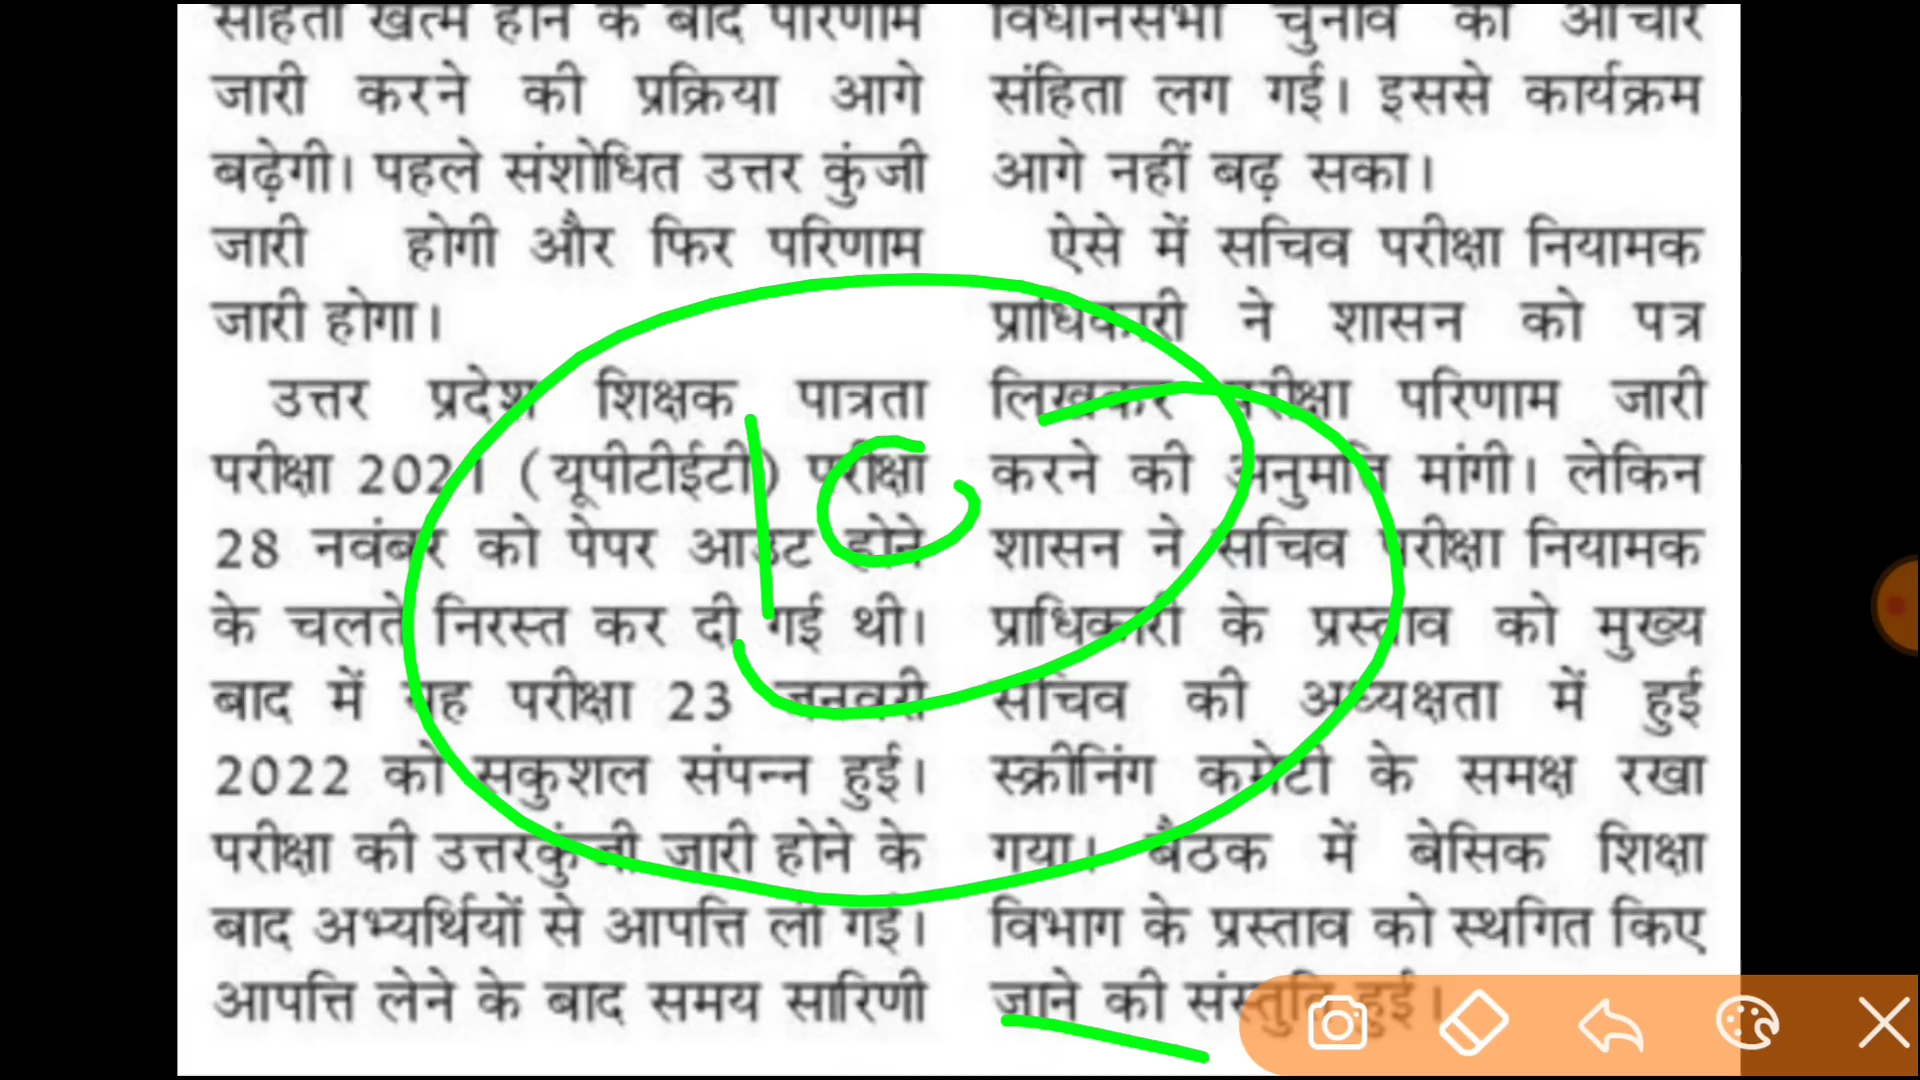 संहिता खत्म होने के बाद परिणाम
जारी करने की प्रक्रिया आगे
बढ़ेगी। पहले संशोधित उत्तर कुंजी
जारी होगी और फिर परिणाम
जारी होगा।
उत्तर प्रदेश शिक्षक पात्रता
परीक्षा 2021 (यूपीटीईटी) परीक्षा
28 नवंबर को पेपर आउट होने
के चलते निरस्त कर दी गई थी।
बाद में यह परीक्षा 23 जनवरी
2022 को सकुशल संपन्न हुई।
परीक्षा की उत्तरकुंजी जारी होने के
बाद अभ्यर्थियों से आपत्ति ली गई।
आपत्ति लेने के बाद समय सारिणी
विधानसभा चुनाव की आचार
संहिता लग गई। इससे कार्यक्रम
आगे नहीं बढ़ सका।
ऐसे में सचिव परीक्षा नियामक
प्राधिकारी ने शासन को पत्र
लिखकर परीक्षा परिणाम जारी
करने की अनुमति मांगी। लेकिन
शासन ने सचिव परीक्षा नियामक
प्राधिकारी के प्रस्ताव को मुख्य
सचिव की अध्यक्षता में हुई
स्क्रीनिंग कमेटी के समक्ष रखा
गया। बैठक में बेसिक शिक्षा
विभाग के प्रस्ताव को स्थगित किए
जाने की संस्तुति हुई।
10